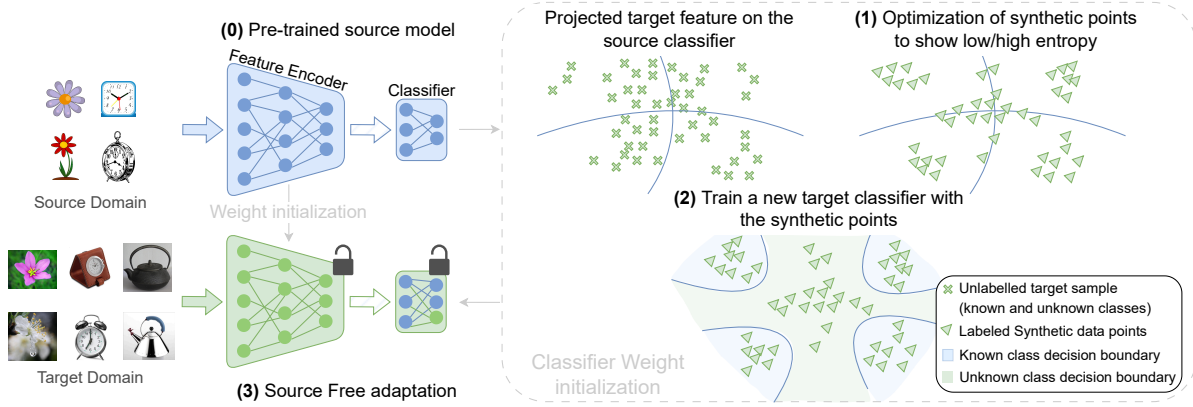 (0) Pre-trained source model
Feature Encoder
Classifier
Source Domain
Weight initialization
Target Domain
(3) Source Free adaptation
Projected target feature on the
source classifier
(1) Optimization of synthetic points
to show low/high entropy
(2) Train a new target classifier with
the synthetic points
Classifier Weight
initialization
Unlabelled target sample
(known and unknown classes)
Labeled Synthetic data points
Known class decision boundary
Unknown class decision boundary